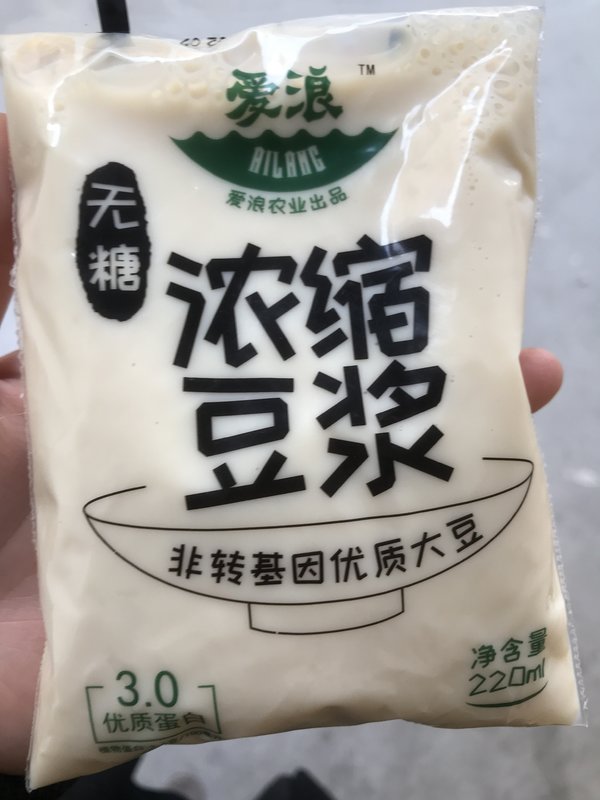 爱浪 TM
AILANG
爱浪农业出品
无糖
浓缩
豆浆
非转基因优质大豆
净含量
220ml
3.0
优质蛋白